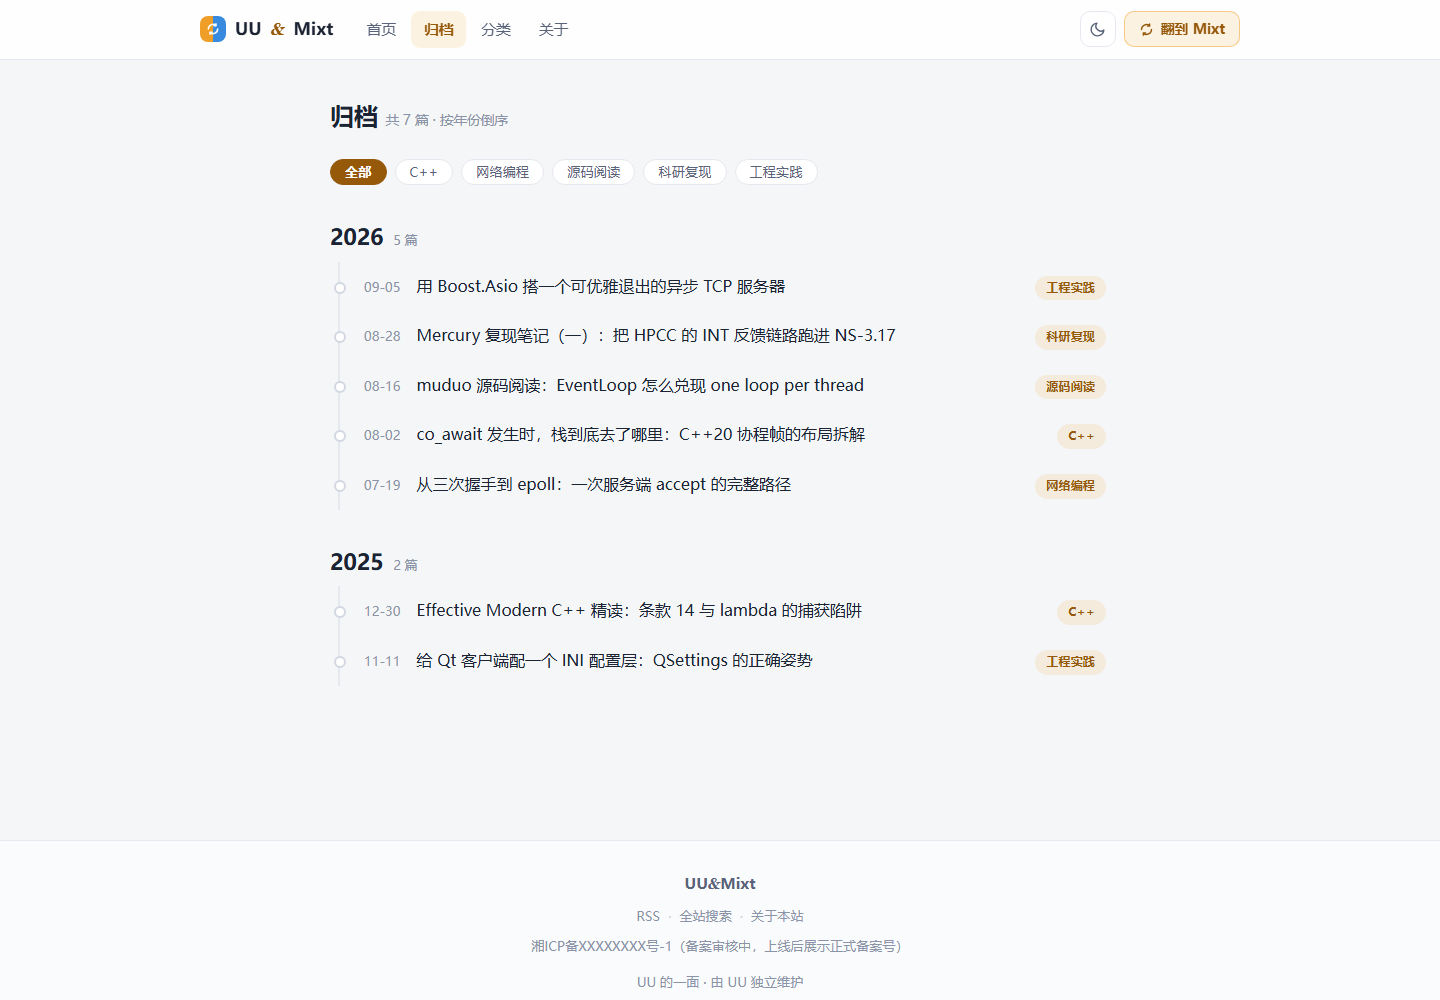 UU & Mixt 首页 归档 分类 关于 翻到 Mixt
归档 共 7 篇 · 按年份倒序
全部 C++ 网络编程 源码阅读 科研复现 工程实践
2026 5 篇
09-05 用 Boost.Asio 搭一个可优雅退出的异步 TCP 服务器 工程实践
08-28 Mercury 复现笔记（一）：把 HPCC 的 INT 反馈链路跑进 NS-3.17 科研复现
08-16 muduo 源码阅读：EventLoop 怎么兑现 one loop per thread 源码阅读
08-02 co_await 发生时，栈到底去了哪里：C++20 协程帧的布局拆解 C++
07-19 从三次握手到 epoll：一次服务端 accept 的完整路径 网络编程
2025 2 篇
12-30 Effective Modern C++ 精读：条款 14 与 lambda 的捕获陷阱 C++
11-11 给 Qt 客户端配一个 INI 配置层：QSettings 的正确姿势 工程实践
UU&Mixt
RSS · 全站搜索 · 关于本站
湘ICP备XXXXXXXX号-1（备案审核中，上线后展示正式备案号）
UU 的一面 · 由 UU 独立维护